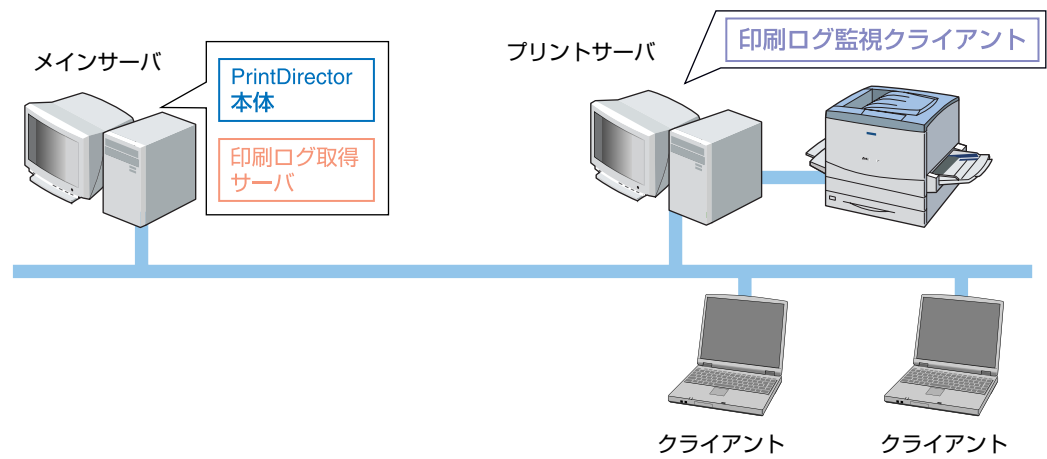 メインサーバ
PrintDirector
本体
印刷ログ取得
サーバ
プリントサーバ
印刷ログ監視クライアント
クライアント
クライアント